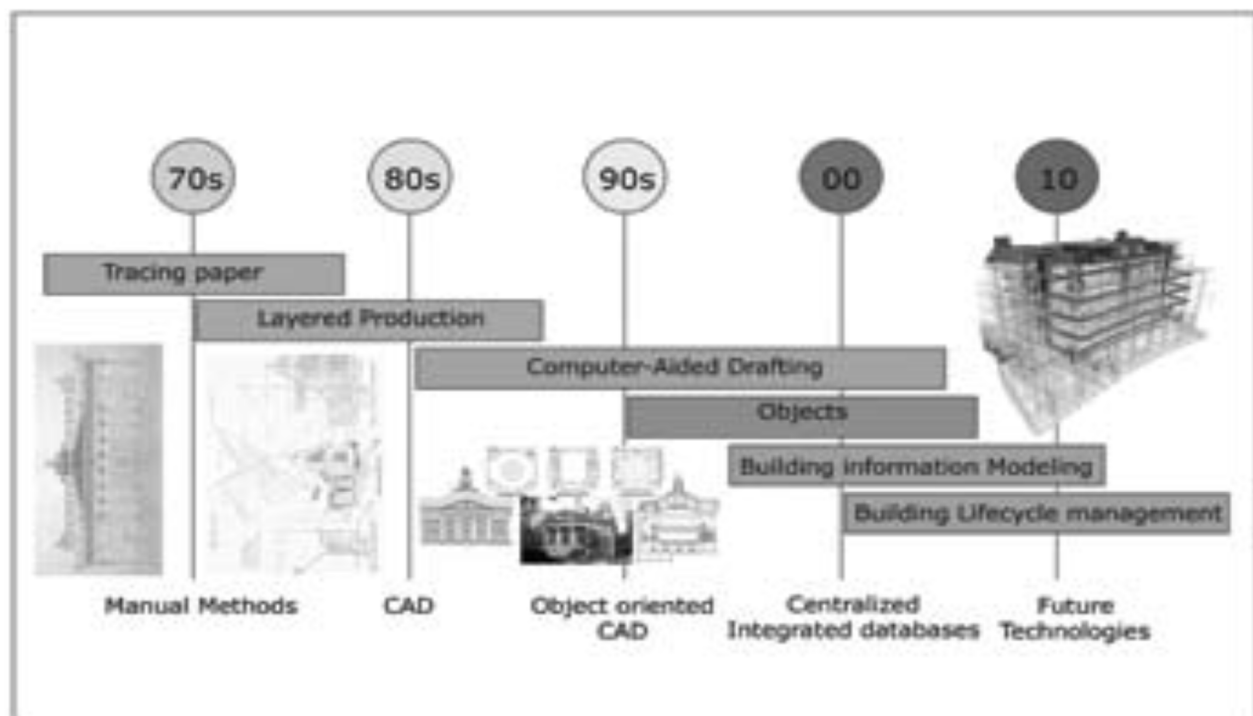 70s
80s
90s
00
10
Tracing paper
Layered Production
Computer-Aided Drafting
Objects
Building information Modeling
Building Lifecycle management
Manual Methods
CAD
Object oriented
CAD
Centralized
Integrated databases
Future
Technologies